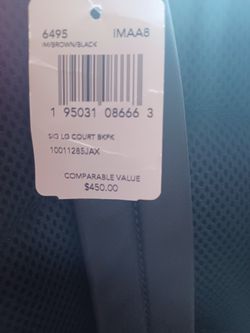 6495 IMAA8
IM/BROWN/BLACK
1 95031 08666 3
SIG LG COURT BKPK
10011285JAX
COMPARABLE VALUE
$450.00